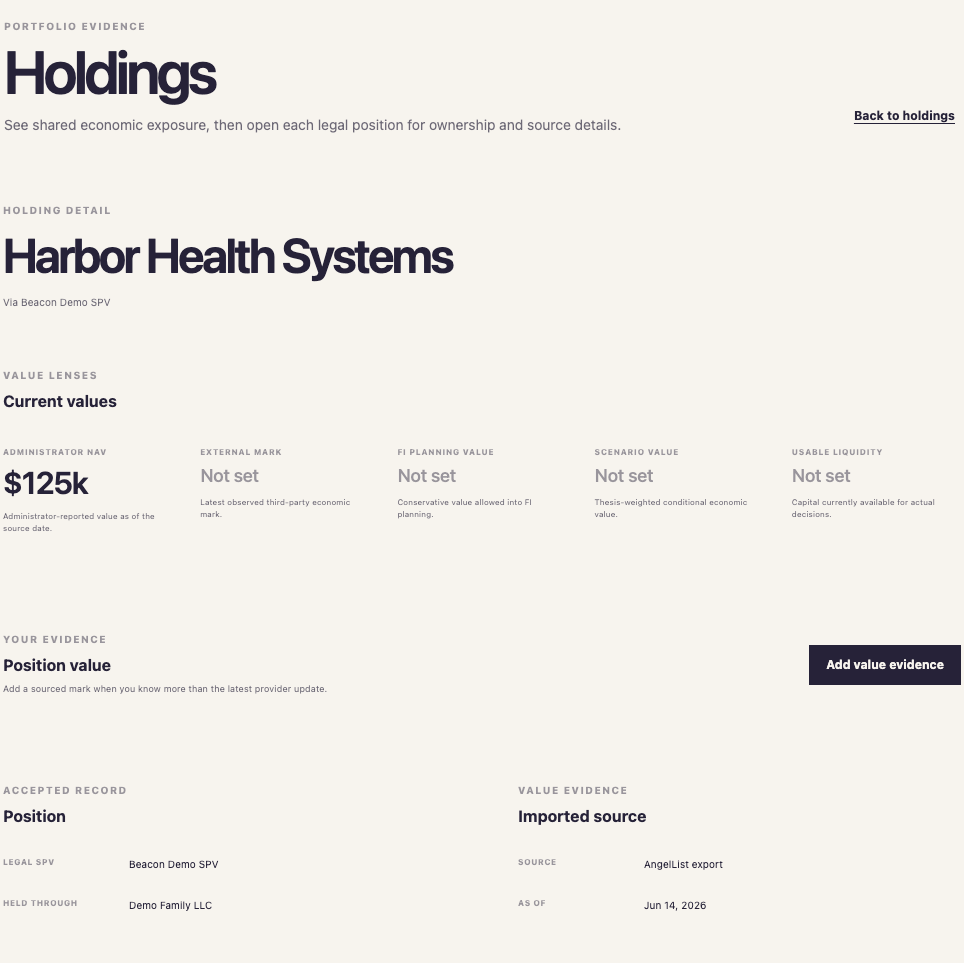 PORTFOLIO EVIDENCE
Holdings
See shared economic exposure, then open each legal position for ownership and source details.
Back to holdings
HOLDING DETAIL
Harbor Health Systems
Via Beacon Demo SPV
VALUE LENSES
Current values
ADMINISTRATOR NAV
$125k
Administrator-reported value as of the
source date.
EXTERNAL MARK
Not set
Latest observed third-party economic
mark.
FI PLANNING VALUE
Not set
Conservative value allowed into FI
planning.
SCENARIO VALUE
Not set
Thesis-weighted conditional economic
value.
USABLE LIQUIDITY
Not set
Capital currently available for actual
decisions.
YOUR EVIDENCE
Position value
Add a sourced mark when you know more than the latest provider update.
Add value evidence
ACCEPTED RECORD
Position
LEGAL SPV
Beacon Demo SPV
HELD THROUGH
Demo Family LLC
VALUE EVIDENCE
Imported source
SOURCE
AngelList export
AS OF
Jun 14, 2026